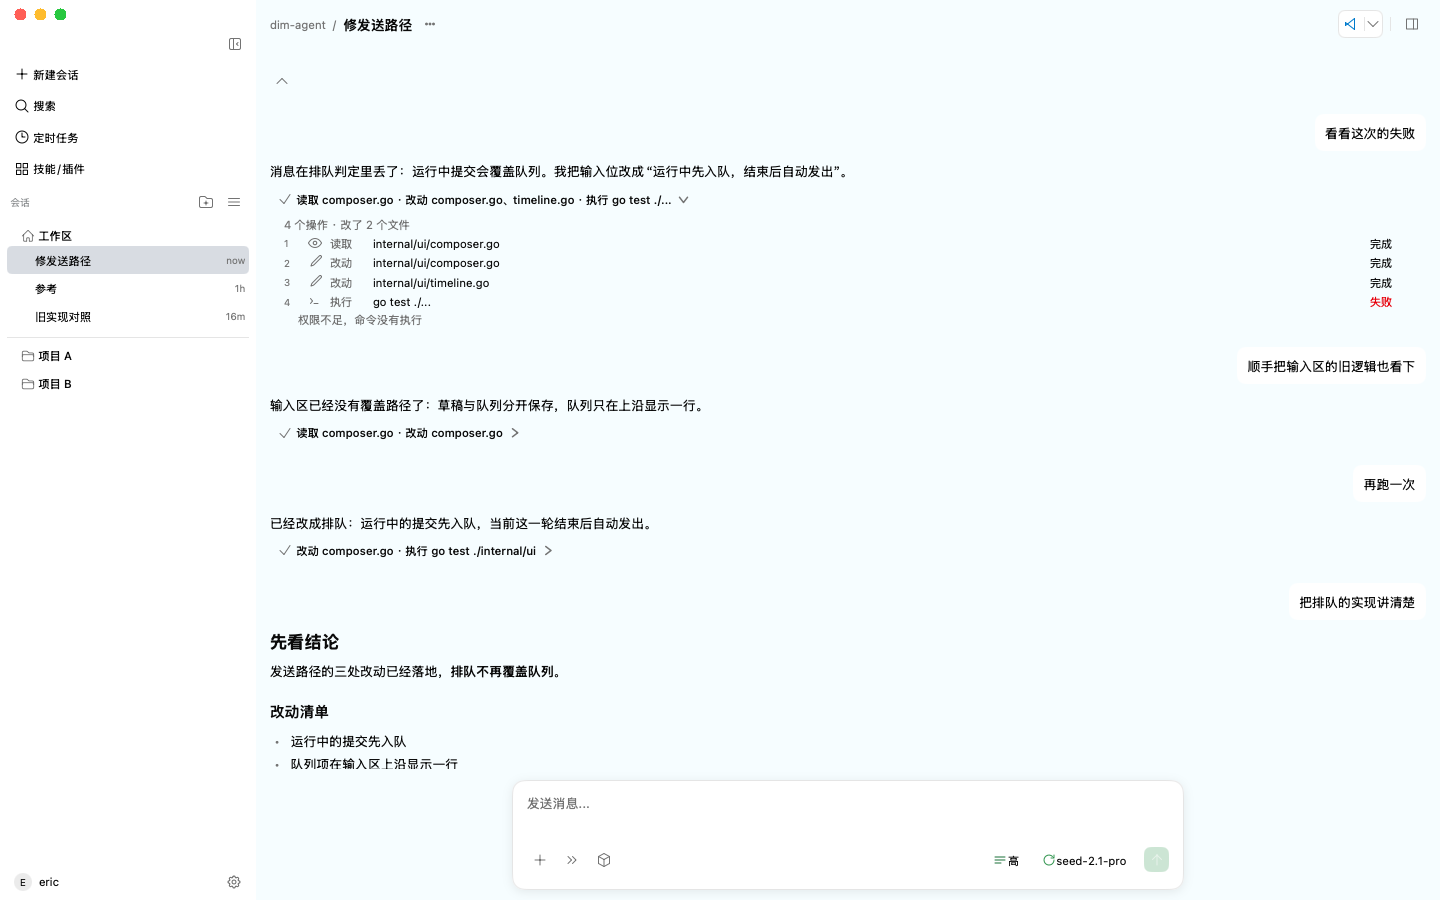 新建会话
搜索
定时任务
技能/插件
会话
工作区
修发送路径 now
参考 1h
旧实现对照 16m
项目 A
项目 B
E eric
dim-agent / 修发送路径 ···
看看这次的失败
消息在排队判定里丢了：运行中提交会覆盖队列。我把输入位改成“运行中先入队，结束后自动发出”。
读取 composer.go · 改动 composer.go、timeline.go · 执行 go test ./...
4 个操作 · 改了 2 个文件
1 读取 internal/ui/composer.go 完成
2 改动 internal/ui/composer.go 完成
3 改动 internal/ui/timeline.go 完成
4 执行 go test ./... 失败
权限不足，命令没有执行
顺手把输入区的旧逻辑也看下
输入区已经没有覆盖路径了：草稿与队列分开保存，队列只在上沿显示一行。
读取 composer.go · 改动 composer.go
再跑一次
已经改成排队：运行中的提交先入队，当前这一轮结束后自动发出。
改动 composer.go · 执行 go test ./internal/ui
把排队的实现讲清楚
先看结论
发送路径的三处改动已经落地，排队不再覆盖队列。
改动清单
• 运行中的提交先入队
• 队列项在输入区上沿显示一行
发送消息...
高 seed-2.1-pro